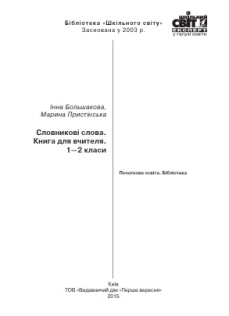 Бібліотека «Шкільного світу»
Заснована у 2003 р.
ШКІЛЬНИЙ
СВІТ
ЕКСПЕРТ
у галузі освіти
Інна Большакова,
Марина Пристінська
Словникові слова.
Книга для вчителя.
1—2 класи
Початкова освіта. Бібліотека
Київ
ТОВ «Видавничий дім «Перше вересня»
2015